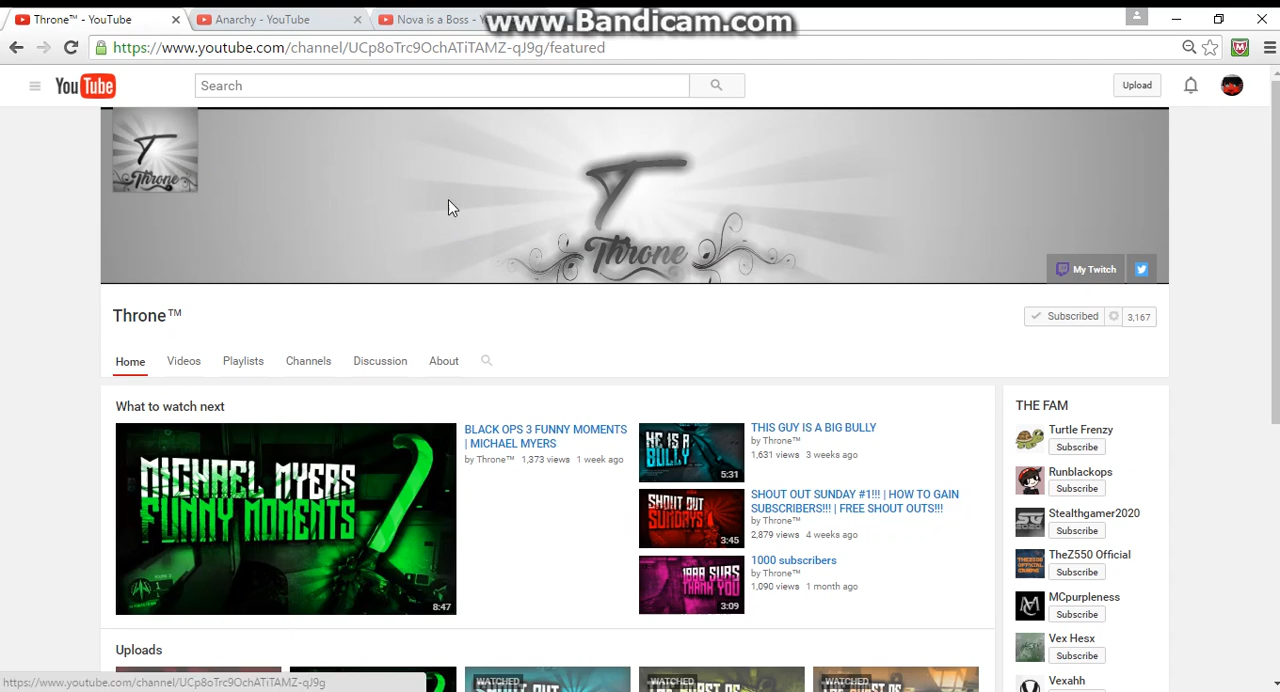 www.Bandicam.com
Throne™ - YouTube
Anarchy - YouTube
Nova is a Boss -
https://www.youtube.com/channel/UCp8oTrc9OchATiTAMZ-qJ9g/featured
YouTube
Search
Upload
T
Throne
T
Throne
My Twitch
Throne™
Subscribed
3,167
Home
Videos
Playlists
Channels
Discussion
About
What to watch next
MICHAEL MYERS
FUNNY MOMENTS
8:47
BLACK OPS 3 FUNNY MOMENTS
| MICHAEL MYERS
by Throne™ 1,373 views 1 week ago
HE IS A
BULLY
5:31
THIS GUY IS A BIG BULLY
by Throne™
1,631 views 3 weeks ago
SHOUT OUT
SUNDAYS
3:45
SHOUT OUT SUNDAY #1!!! | HOW TO GAIN
SUBSCRIBERS!!! | FREE SHOUT OUTS!!!
by Throne™
2,879 views 4 weeks ago
1000 SUBS
THANK YOU
3:09
1000 subscribers
by Throne™
1,090 views 1 month ago
THE FAM
Turtle Frenzy
Subscribe
Runblackops
Subscribe
SG
2020
Stealthgamer2020
Subscribe
TheZ550 Official
Subscribe
MCpurpleness
Subscribe
Vex Hesx
Subscribe
Vexahh
Uploads
WATCHED
WATCHED
WATCHED
https://www.youtube.com/channel/UCp8oTrc9OchATiTAMZ-qJ9g